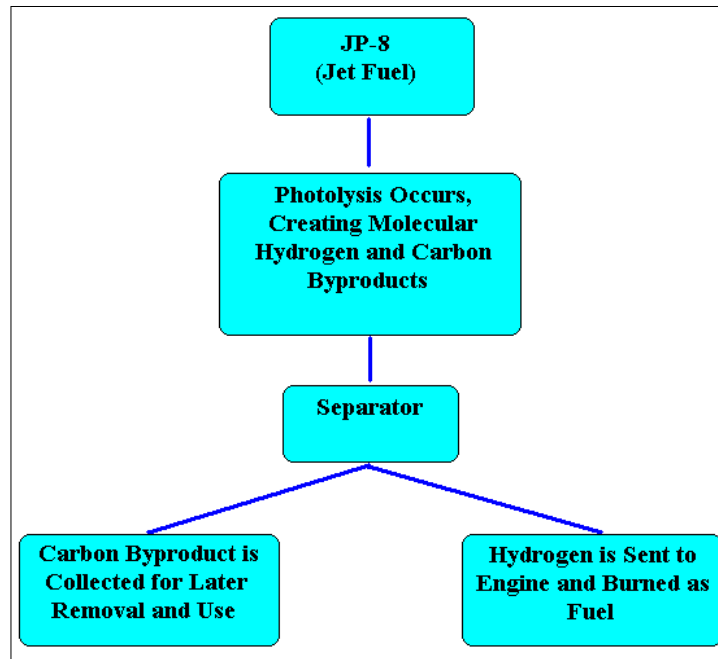 JP-8
(Jet Fuel)
Photolysis Occurs,
Creating Molecular
Hydrogen and Carbon
Byproducts
Separator
Carbon Byproduct is
Collected for Later
Removal and Use
Hydrogen is Sent to
Engine and Burned as
Fuel